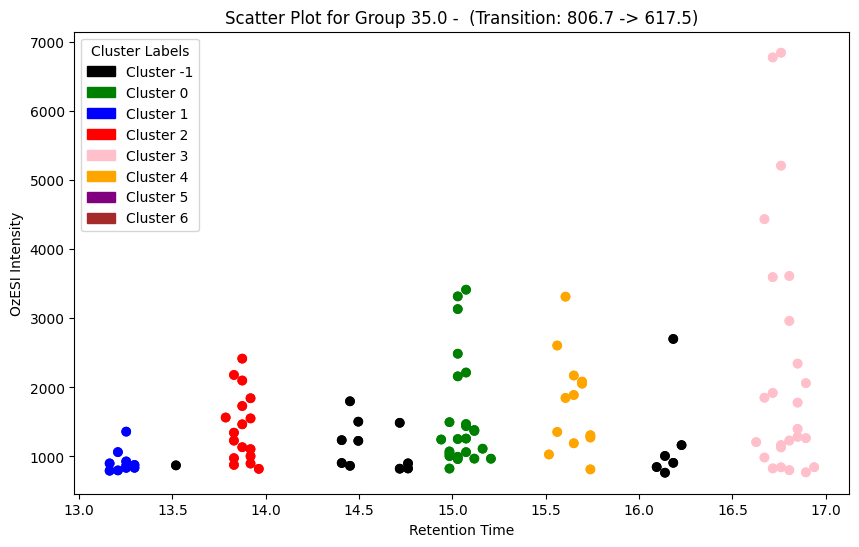 Scatter Plot for Group 35.0 -  (Transition: 806.7 -> 617.5)
Cluster Labels
Cluster -1
Cluster 0
Cluster 1
Cluster 2
Cluster 3
Cluster 4
Cluster 5
Cluster 6
OzESI Intensity
7000
6000
5000
4000
3000
2000
1000
13.0 13.5 14.0 14.5 15.0 15.5 16.0 16.5 17.0
Retention Time